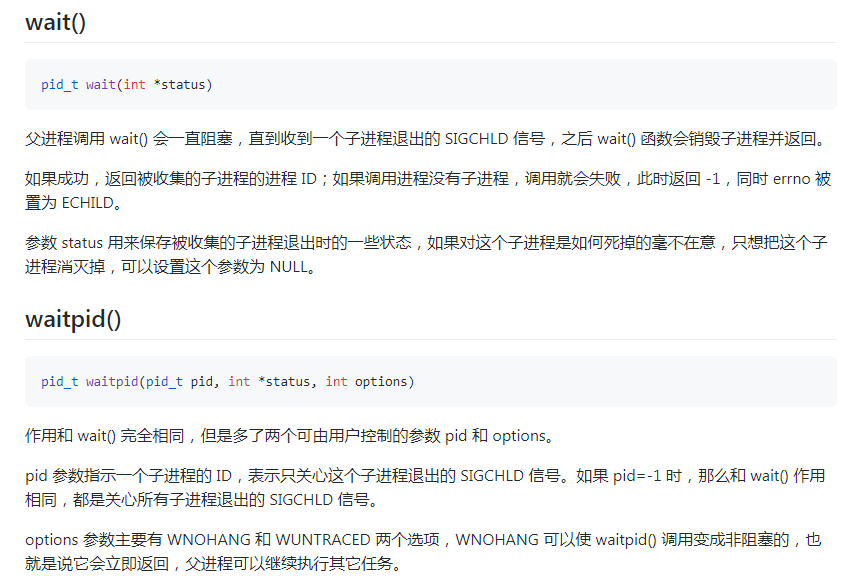 wait()
pid_t wait(int *status)
父进程调用 wait() 会一直阻塞，直到收到一个子进程退出的 SIGCHLD 信号，之后 wait() 函数会销毁子进程并返回。
如果成功，返回被收集的子进程的进程 ID；如果调用进程没有子进程，调用就会失败，此时返回 -1，同时 errno 被
置为 ECHILD。
参数 status 用来保存被收集的子进程退出时的一些状态，如果对这个子进程是如何死掉的毫不在意，只想把这个子
进程消灭掉，可以设置这个参数为 NULL。
waitpid()
pid_t waitpid(pid_t pid, int *status, int options)
作用和 wait() 完全相同，但是多了两个可由用户控制的参数 pid 和 options。
pid 参数指示一个子进程的 ID，表示只关心这个子进程退出的 SIGCHLD 信号。如果 pid=-1 时，那么和 wait() 作用
相同，都是关心所有子进程退出的 SIGCHLD 信号。
options 参数主要有 WNOHANG 和 WUNTRACED 两个选项，WNOHANG 可以使 waitpid() 调用变成非阻塞的，也
就是说它会立即返回，父进程可以继续执行其它任务。